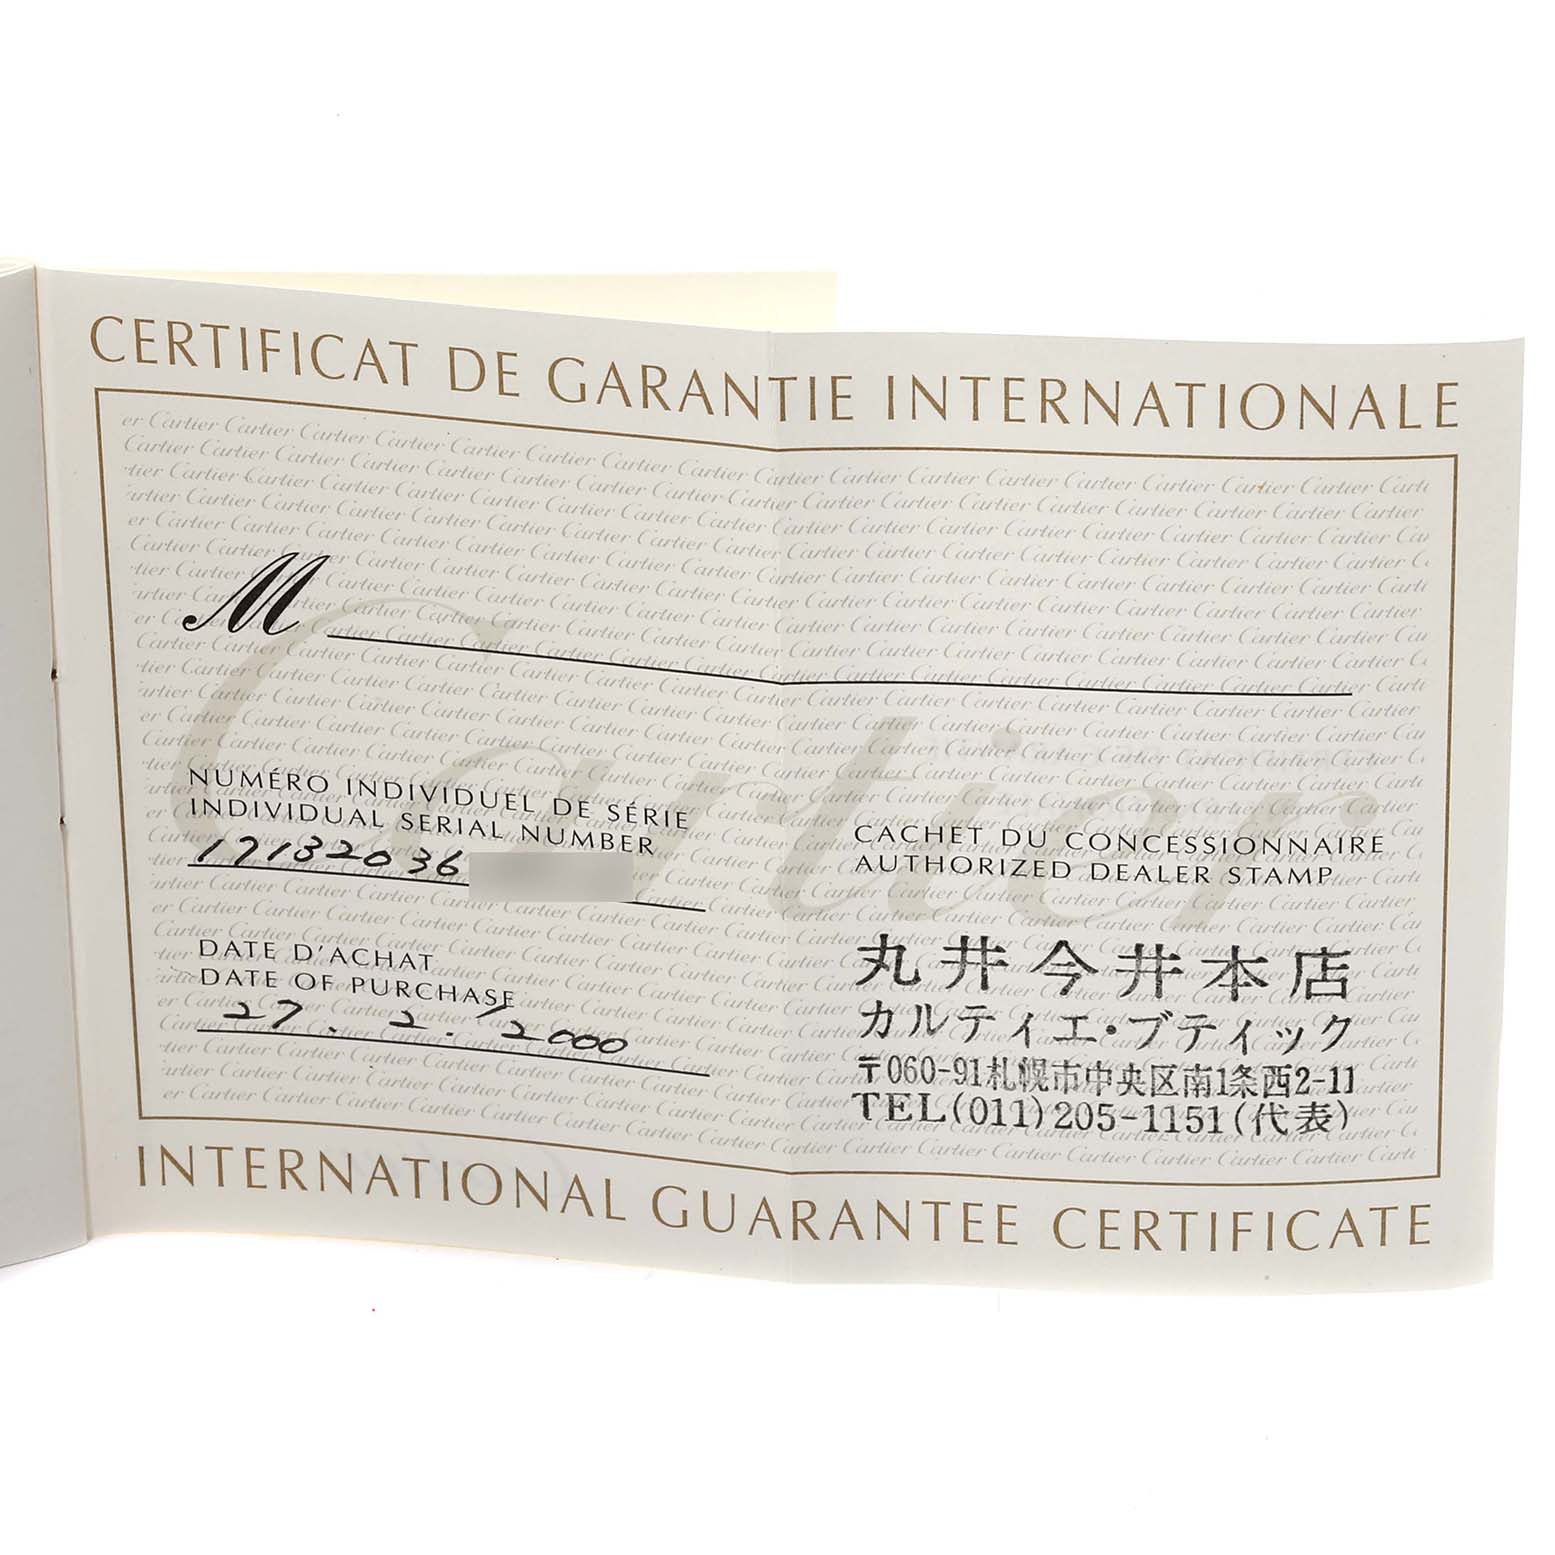 CERTIFICAT DE GARANTIE INTERNATIONALE
Cartier
M
NUMÉRO INDIVIDUEL DE SÉRIE
INDIVIDUAL SERIAL NUMBER
17132036
DATE D'ACHAT
DATE OF PURCHASE
27. 2. 2000
CACHET DU CONCESSIONNAIRE
AUTHORIZED DEALER STAMP
丸井今井本店
カルティエ・ブティック
〒060-91札幌市中央区南1条西2-11
TEL(011)205-1151(代表)
INTERNATIONAL GUARANTEE CERTIFICATE